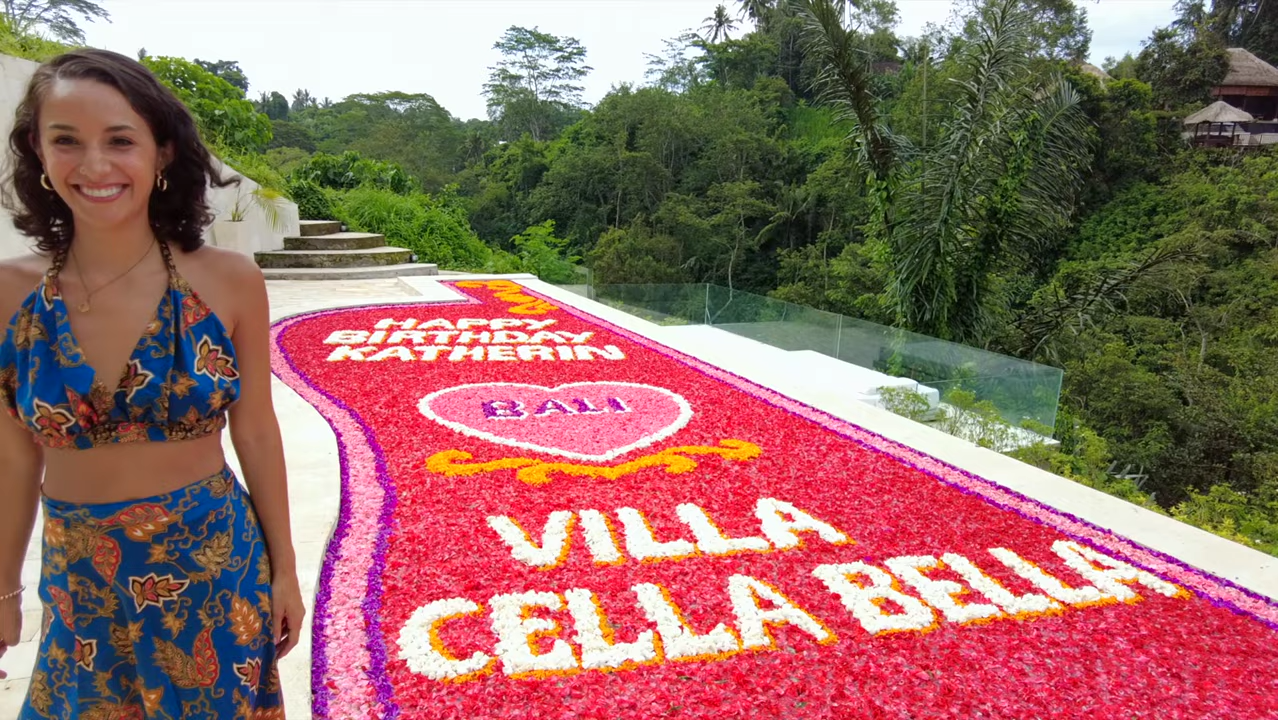 HAPPY
BIRTHDAY
KATHERIN
BALI
VILLA
CELLA BELLA